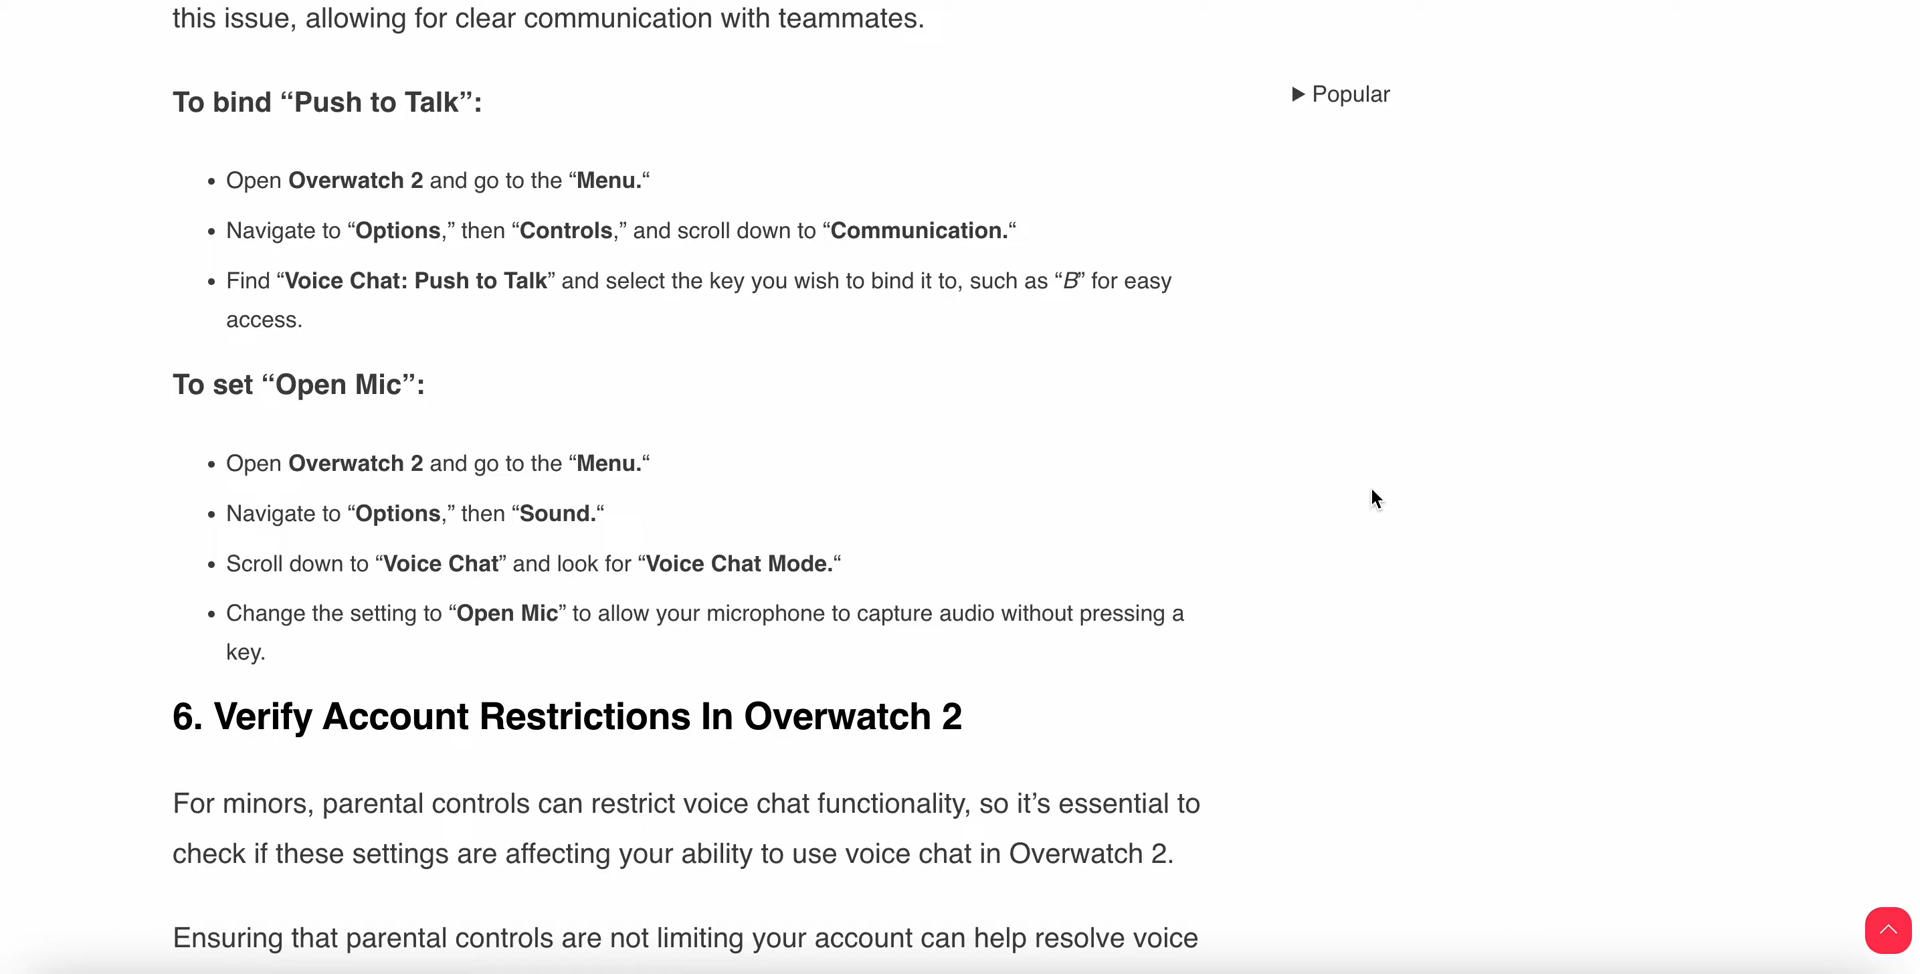 this issue, allowing for clear communication with teammates.
To bind “Push to Talk”:
▶ Popular
• Open Overwatch 2 and go to the “Menu.“
• Navigate to “Options,” then “Controls,” and scroll down to “Communication.“
• Find “Voice Chat: Push to Talk” and select the key you wish to bind it to, such as “B” for easy
access.
To set “Open Mic”:
• Open Overwatch 2 and go to the “Menu.“
• Navigate to “Options,” then “Sound.“
• Scroll down to “Voice Chat” and look for “Voice Chat Mode.“
• Change the setting to “Open Mic” to allow your microphone to capture audio without pressing a
key.
6. Verify Account Restrictions In Overwatch 2
For minors, parental controls can restrict voice chat functionality, so it’s essential to
check if these settings are affecting your ability to use voice chat in Overwatch 2.
Ensuring that parental controls are not limiting your account can help resolve voice